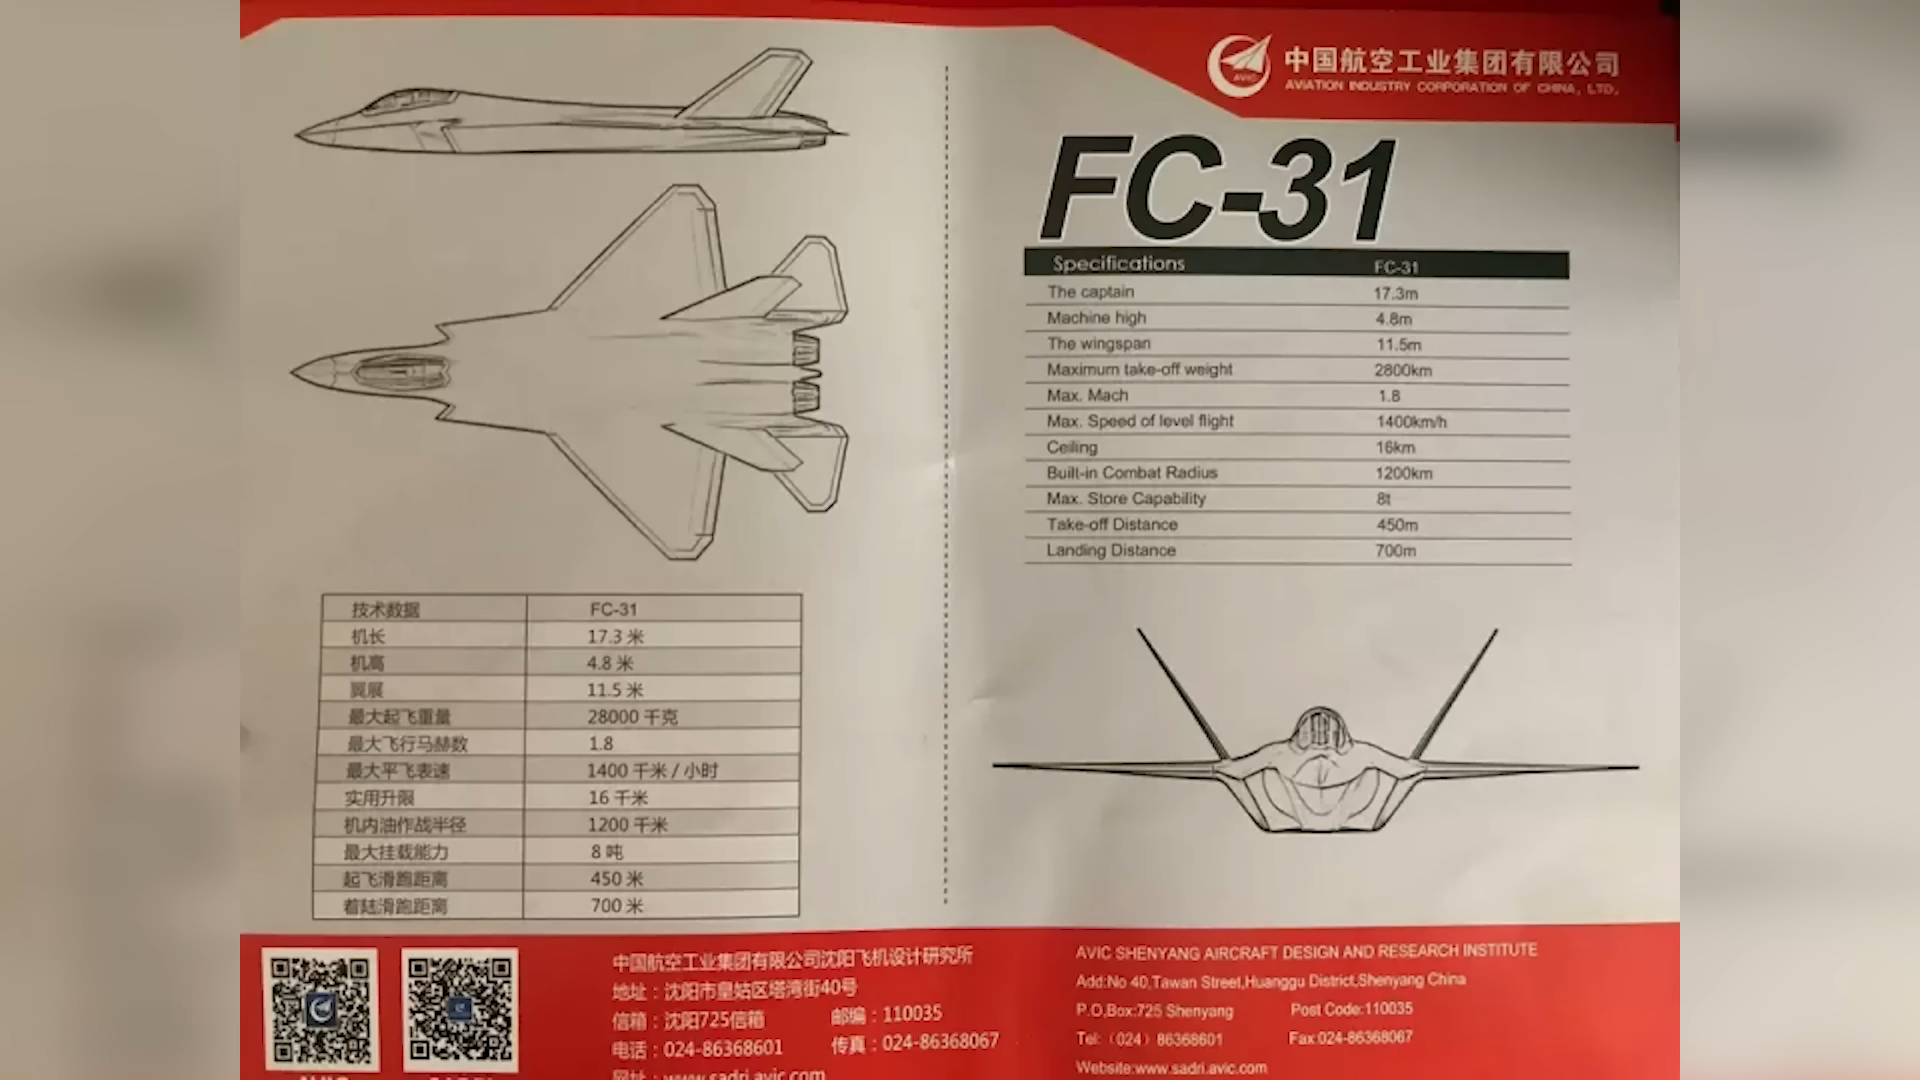 中国航空工业集团有限公司
AVIATION INDUSTRY CORPORATION OF CHINA, LTD.
AVIC
FC-31
Specifications FC-31
The captain 17.3m
Machine high 4.8m
The wingspan 11.5m
Maximum take-off weight 2800km
Max. Mach 1.8
Max. Speed of level flight 1400km/h
Ceiling 16km
Built-in Combat Radius 1200km
Max. Store Capability 8t
Take-off Distance 450m
Landing Distance 700m
技术数据 FC-31
机长 17.3 米
机高 4.8 米
翼展 11.5 米
最大起飞重量 28000 千克
最大飞行马赫数 1.8
最大平飞表速 1400 千米 / 小时
实用升限 16 千米
机内油作战半径 1200 千米
最大挂载能力 8 吨
起飞滑跑距离 450 米
着陆滑跑距离 700 米
中国航空工业集团有限公司沈阳飞机设计研究所
地址：沈阳市皇姑区塔湾街40号
信箱：沈阳725信箱 邮编：110035
电话：024-86368601 传真：024-86368067
网址：www.sadri.avic.com
AVIC SHENYANG AIRCRAFT DESIGN AND RESEARCH INSTITUTE
Add:No 40,Tawan Street,Huanggu District,Shenyang China
P.O,Box:725 Shenyang Post Code:110035
Tel:（024）86368601 Fax:024-86368067
Website:www.sadri.avic.com